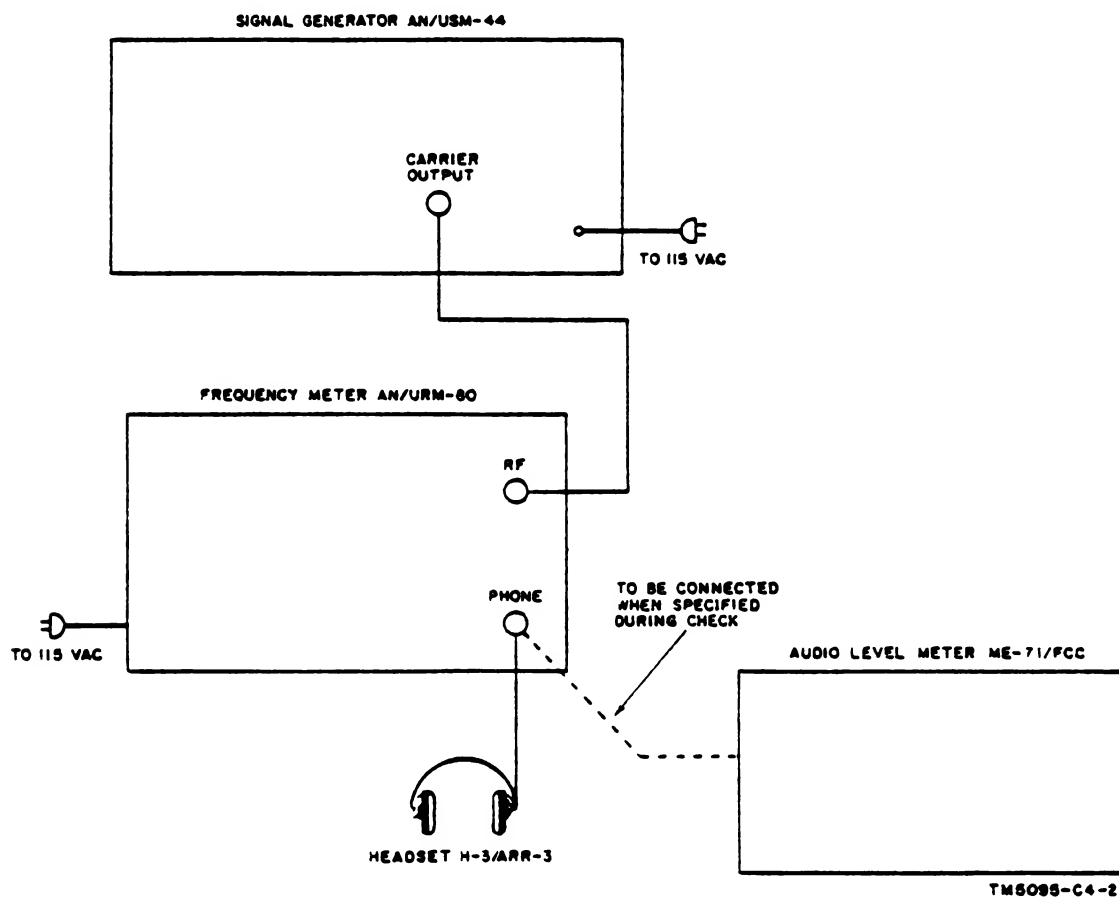 SIGNAL GENERATOR AN/USM-44
CARRIER
OUTPUT
TO 115 VAC
FREQUENCY METER AN/URM-80
RF
PHONE
TO 115 VAC
TO BE CONNECTED
WHEN SPECIFIED
DURING CHECK
AUDIO LEVEL METER ME-71/FCC
HEADSET H-3/ARR-3
TM5095-C4-2